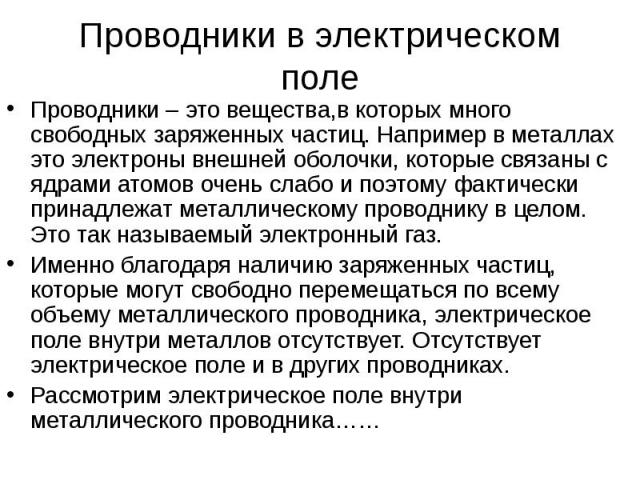 Проводники в электрическом
поле
• Проводники – это вещества,в которых много
свободных заряженных частиц. Например в металлах
это электроны внешней оболочки, которые связаны с
ядрами атомов очень слабо и поэтому фактически
принадлежат металлическому проводнику в целом.
Это так называемый электронный газ.
• Именно благодаря наличию заряженных частиц,
которые могут свободно перемещаться по всему
объему металлического проводника, электрическое
поле внутри металлов отсутствует. Отсутствует
электрическое поле и в других проводниках.
• Рассмотрим электрическое поле внутри
металлического проводника……